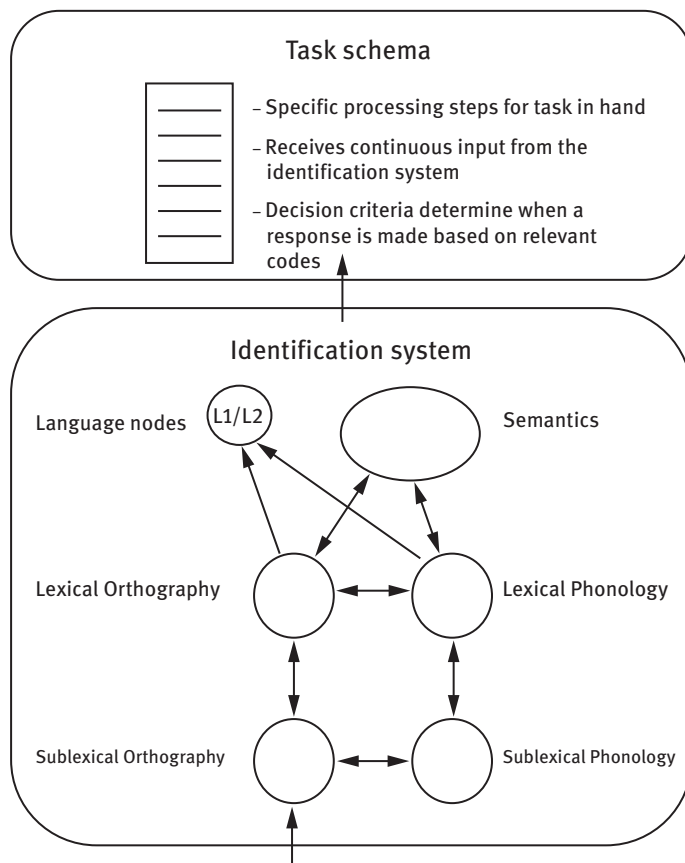 Task schema
– Specific processing steps for task in hand
– Receives continuous input from the
identification system
– Decision criteria determine when a
response is made based on relevant
codes
Identification system
Language nodes
L1/L2
Semantics
Lexical Orthography
Lexical Phonology
Sublexical Orthography
Sublexical Phonology